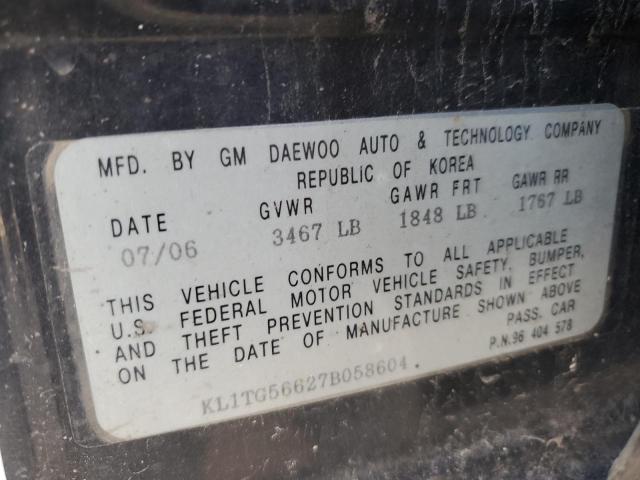 MFD. BY GM DAEWOO AUTO & TECHNOLOGY COMPANY
REPUBLIC OF KOREA
DATE GVWR GAWR FRT GAWR RR
07/06 3467 LB 1848 LB 1767 LB
THIS VEHICLE CONFORMS TO ALL APPLICABLE
U.S. FEDERAL MOTOR VEHICLE SAFETY, BUMPER,
AND THEFT PREVENTION STANDARDS IN EFFECT
ON THE DATE OF MANUFACTURE SHOWN ABOVE
PASS. CAR
P.N.96 404 578
KL1TG56627B058604.